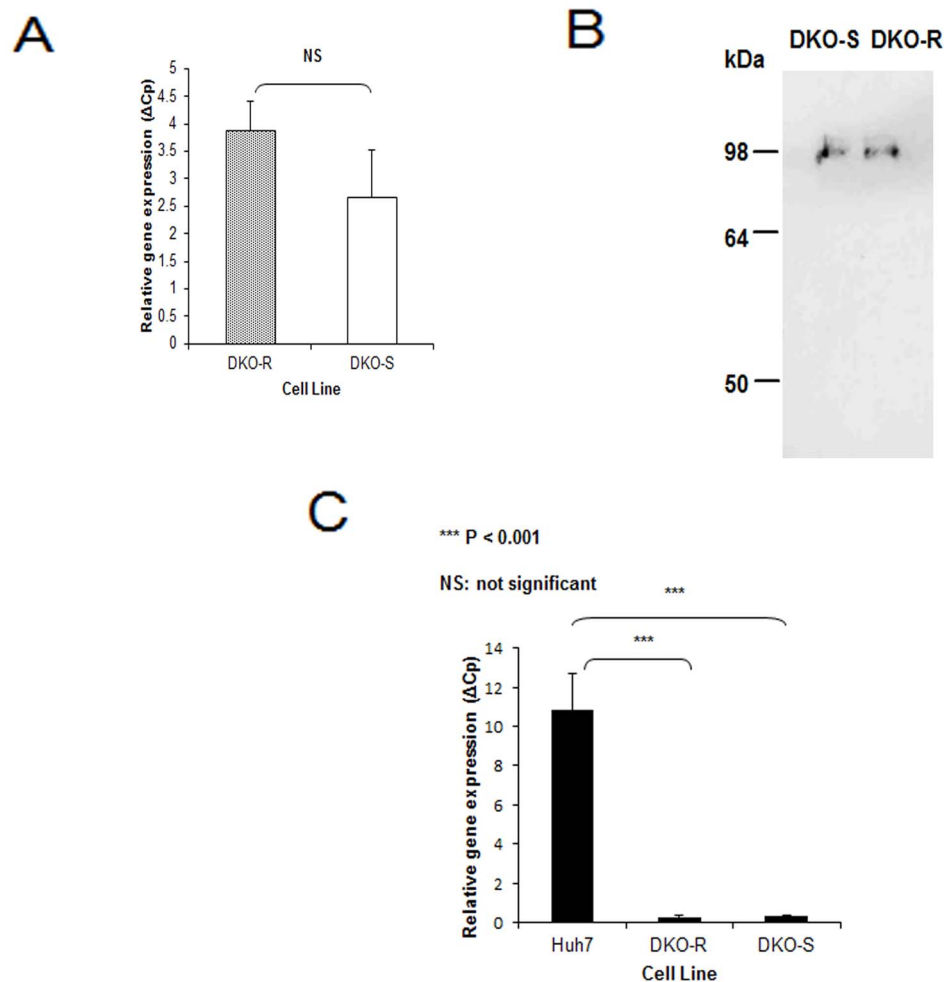 A
NS
Relative gene expression (ΔCp)
5
4.5
4
3.5
3
2.5
2
1.5
1
0.5
0
DKO-R DKO-S
Cell Line
B
DKO-S DKO-R
kDa
98
64
50
C
*** P < 0.001
NS: not significant
***
***
Relative gene expression (ΔCp)
14
12
10
8
6
4
2
0
Huh7 DKO-R DKO-S
Cell Line